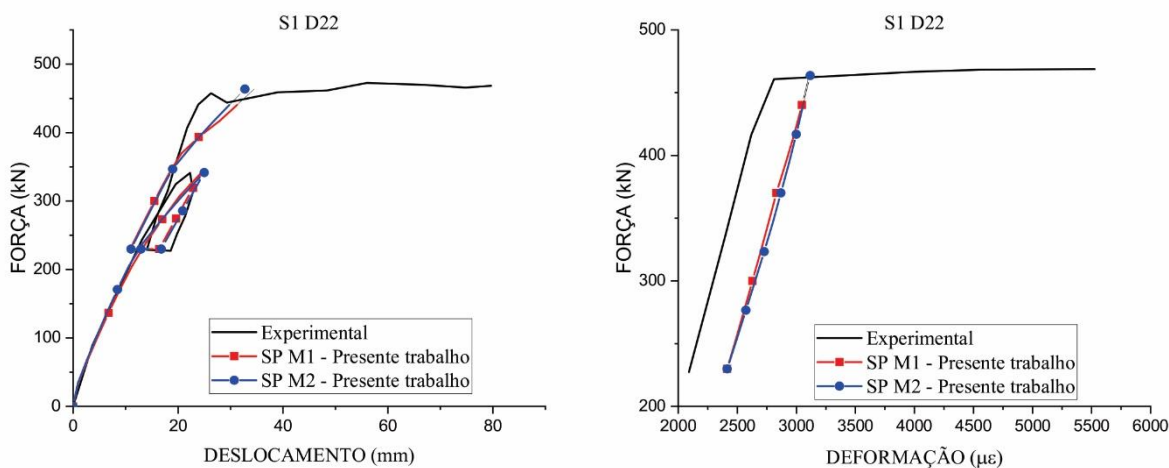 S1 D22
500
400
300
200
100
0
FORÇA (kN)
0 20 40 60 80
DESLOCAMENTO (mm)
Experimental
SP M1 - Presente trabalho
SP M2 - Presente trabalho
S1 D22
500
400
300
200
FORÇA (kN)
2000 2500 3000 3500 4000 4500 5000 5500 6000
DEFORMAÇÃO (με)
Experimental
SP M1 - Presente trabalho
SP M2 - Presente trabalho